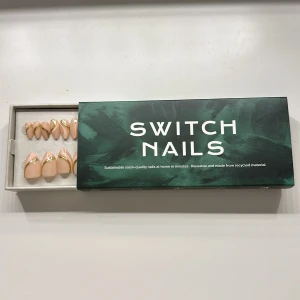 SWITCH
NAILS
Sustainable salon-quality nails at home in minutes. Reusable and made from recycled material.